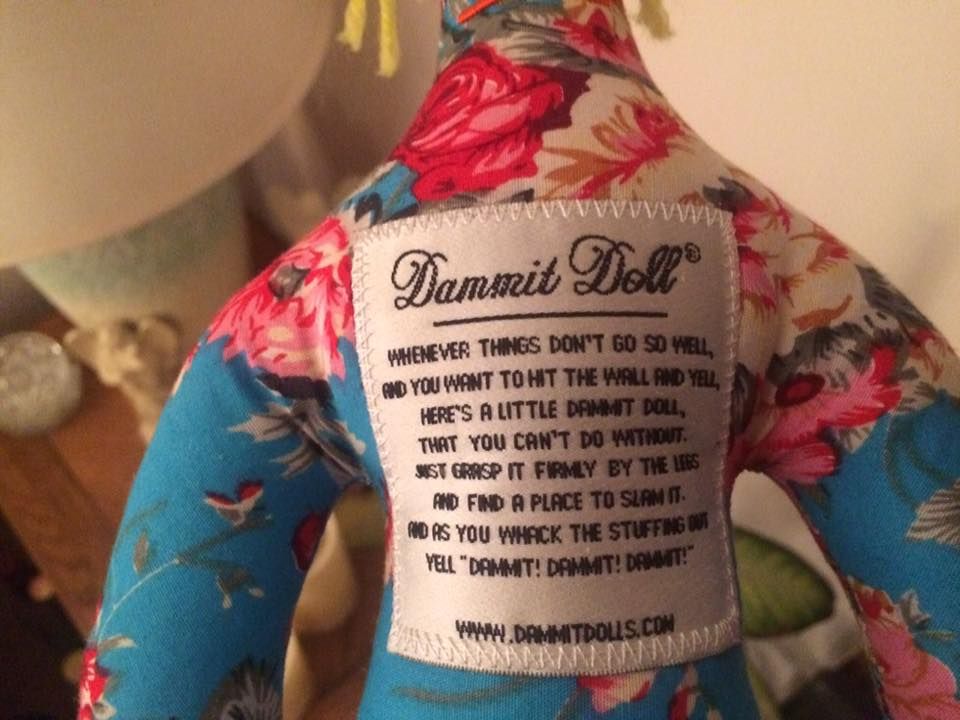 Dammit Doll®
WHENEVER THINGS DON'T GO SO WELL,
AND YOU WANT TO HIT THE WALL AND YELL,
HERE'S A LITTLE DAMMIT DOLL,
THAT YOU CAN'T DO WITHOUT.
JUST GRASP IT FIRMLY BY THE LEGS
AND FIND A PLACE TO SLAM IT.
AND AS YOU WHACK THE STUFFING OUT
YELL "DAMMIT! DAMMIT! DAMMIT!"
WWW.DAMMITDOLLS.COM